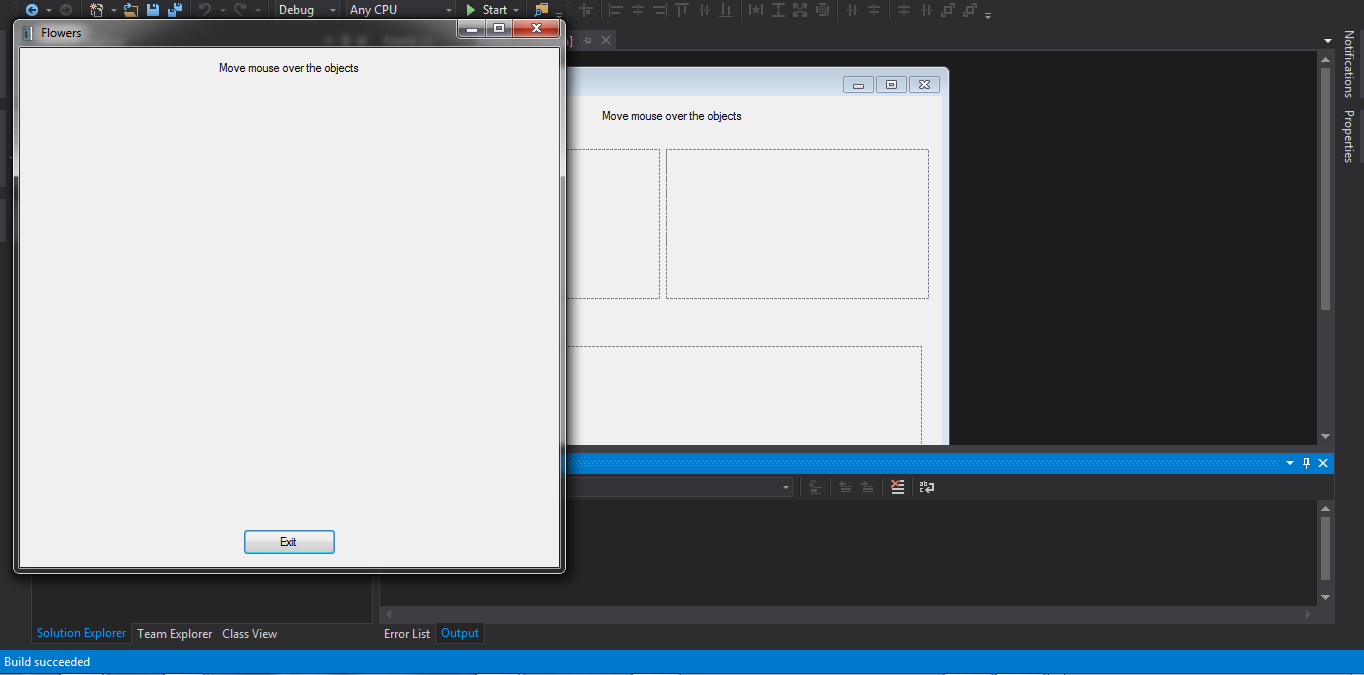 Debug
Any CPU
Start
Flowers
Move mouse over the objects
Exit
Move mouse over the objects
Notifications
Properties
Solution Explorer
Team Explorer
Class View
Error List
Output
Build succeeded